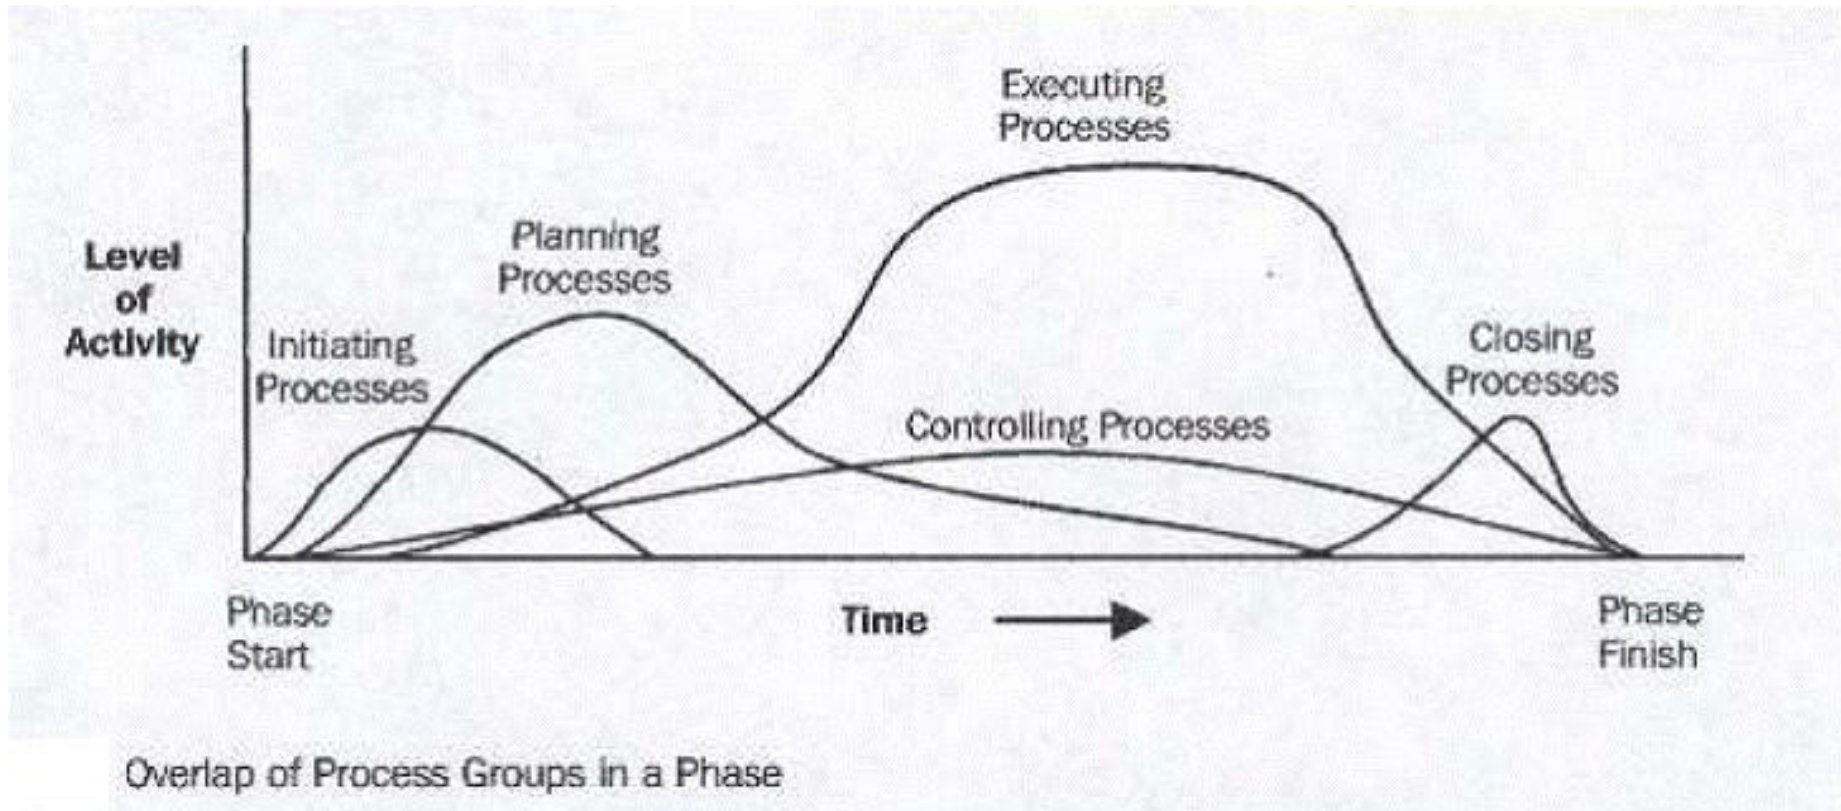 Executing
Processes
Planning
Processes
Level
of
Activity
Initiating
Processes
Closing
Processes
Controlling Processes
Phase
Start
Time
Phase
Finish
Overlap of Process Groups in a Phase